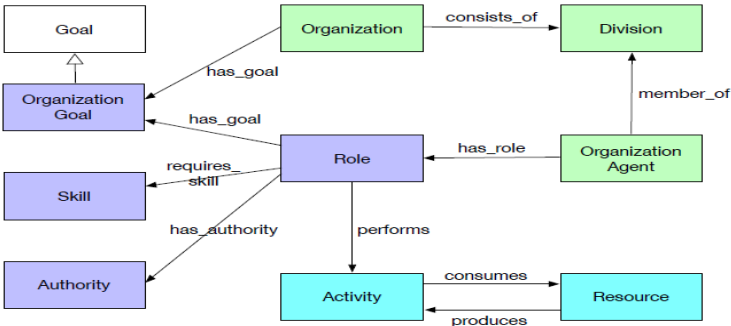 Goal
Organization
consists_of
Division
has_goal
Organization
Goal
member_of
has_goal
Role
has_role
Organization
Agent
requires_
skill
Skill
has_authority
performs
Authority
Activity
consumes
Resource
produces